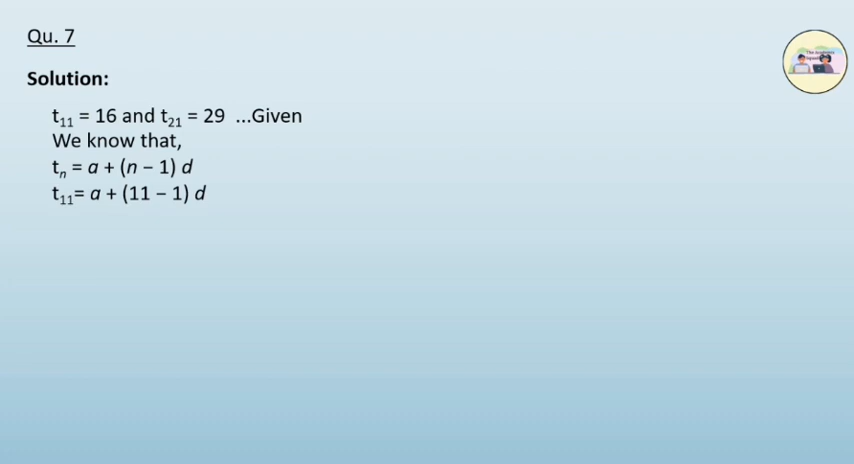 Qu. 7
Solution:
t₁₁ = 16 and t₂₁ = 29 ...Given
We know that,
tₙ = a + (n − 1) d
t₁₁= a + (11 − 1) d